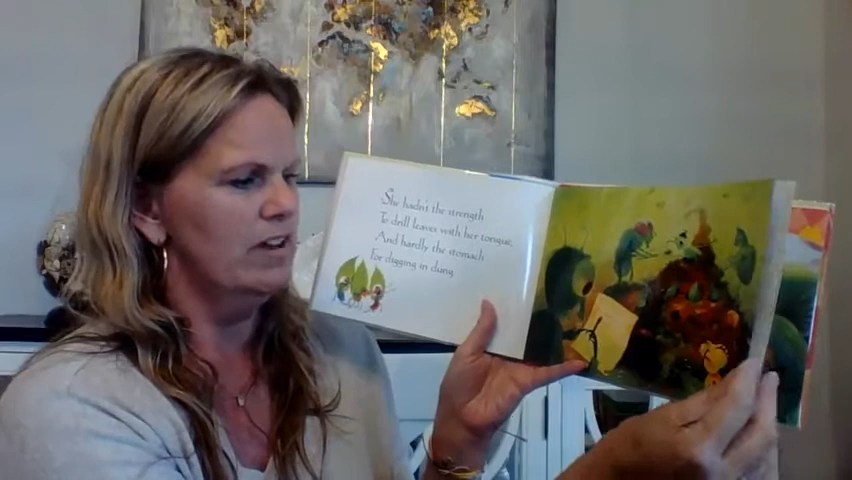 She hadn't the strength
To drill leaves with her tongue,
And hardly the stomach
For digging in dung.